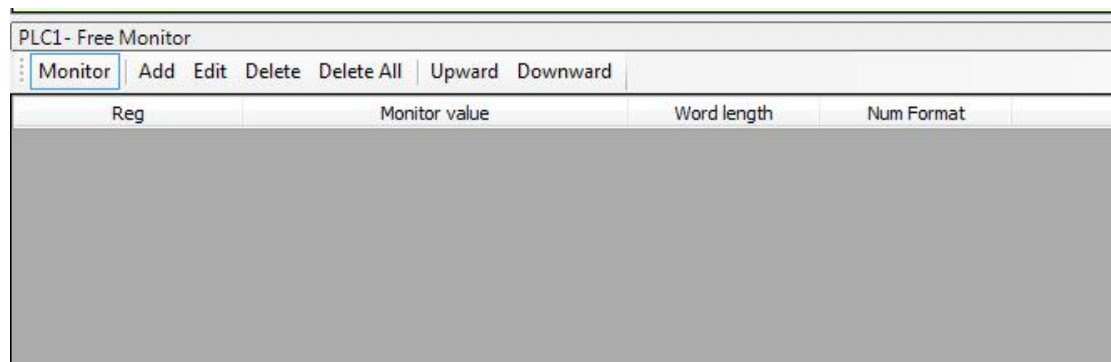 PLC1- Free Monitor
Monitor Add Edit Delete Delete All Upward Downward
Reg Monitor value Word length Num Format